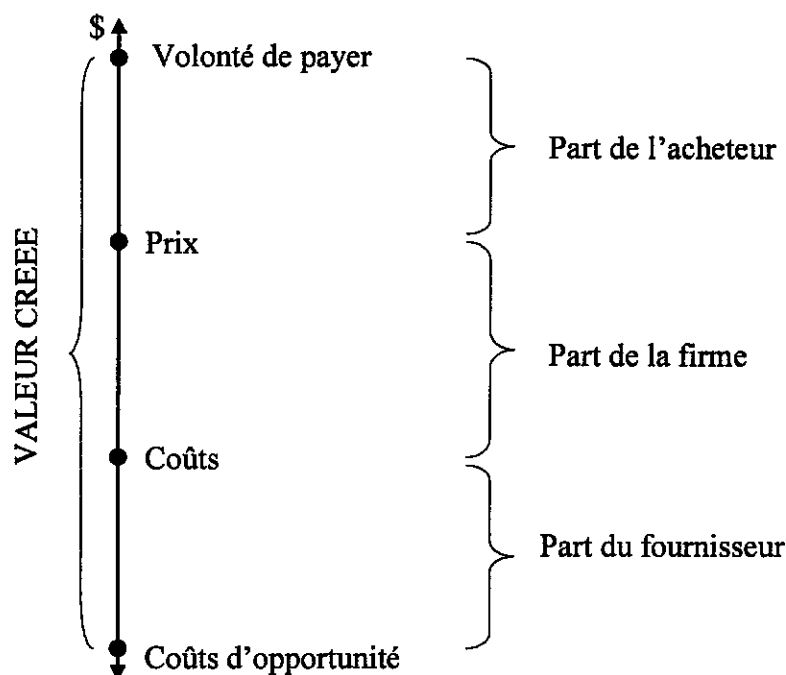 $
Volonté de payer
Part de l'acheteur
Prix
VALEUR CREEE
Part de la firme
Coûts
Part du fournisseur
Coûts d'opportunité